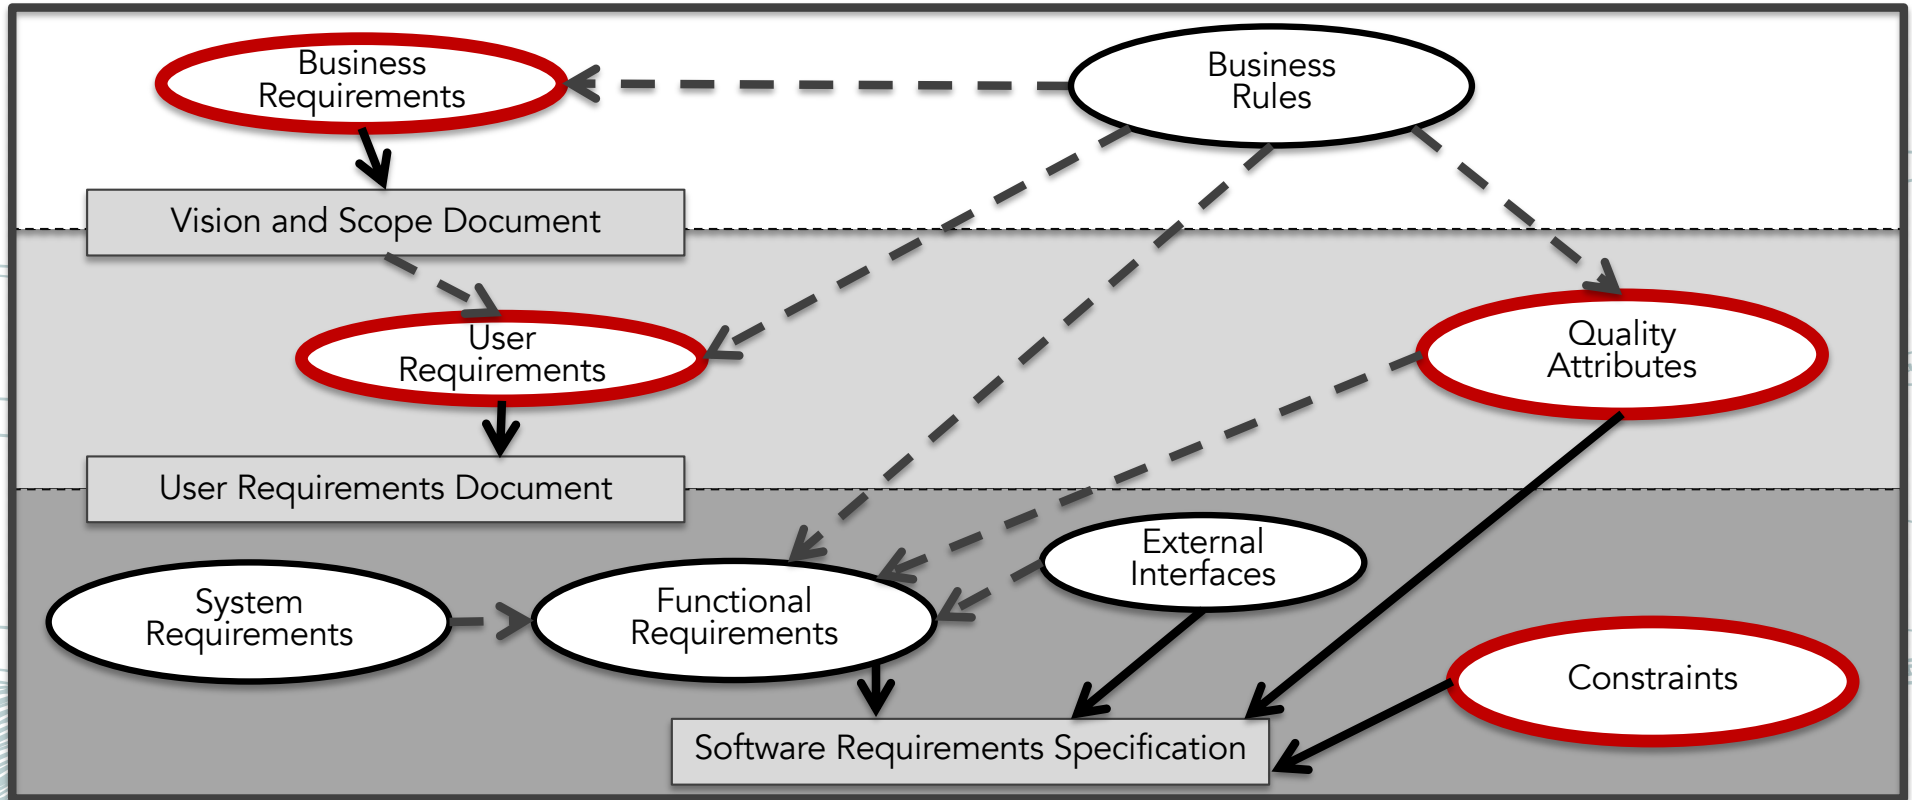 Business
Requirements
Business
Rules
Vision and Scope Document
User
Requirements
Quality
Attributes
User Requirements Document
External
Interfaces
System
Requirements
Functional
Requirements
Constraints
Software Requirements Specification